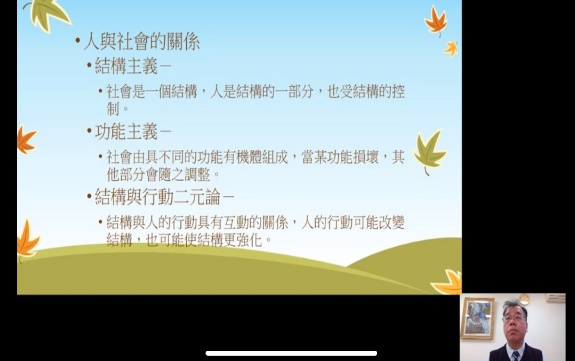 •人與社會的關係
•結構主義－
•社會是一個結構，人是結構的一部分，也受結構的控
制。
•功能主義－
•社會由具不同的功能有機體組成，當某功能損壞，其
他部分會隨之調整。
•結構與行動二元論－
•結構與人的行動具有互動的關係，人的行動可能改變
結構，也可能使結構更強化。